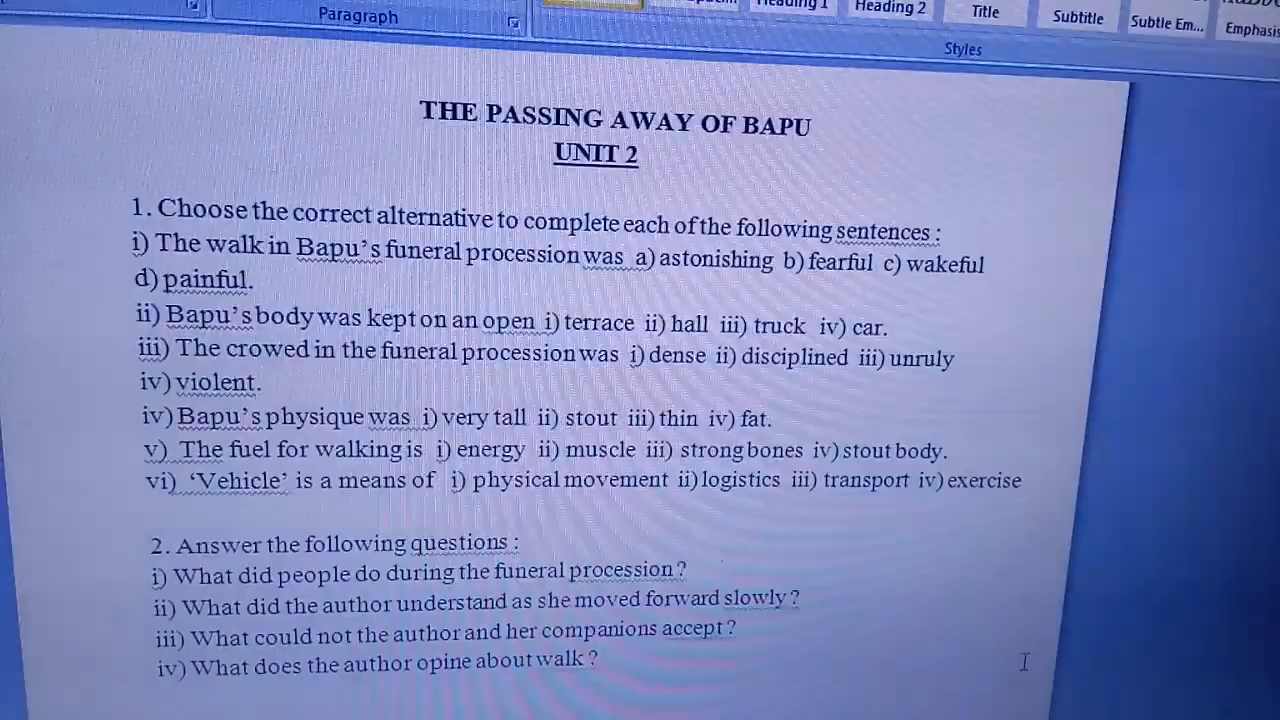 Paragraph
Heading 1
Heading 2
Title
Subtitle
Subtle Em...
Emphasis
Styles
THE PASSING AWAY OF BAPU
UNIT 2
1. Choose the correct alternative to complete each of the following sentences :
i) The walk in Bapu's funeral procession was a) astonishing b) fearful c) wakeful
d) painful.
ii) Bapu's body was kept on an open i) terrace ii) hall iii) truck iv) car.
iii) The crowed in the funeral procession was i) dense ii) disciplined iii) unruly
iv) violent.
iv) Bapu's physique was i) very tall ii) stout iii) thin iv) fat.
v) The fuel for walking is i) energy ii) muscle iii) strong bones iv) stout body.
vi) 'Vehicle' is a means of i) physical movement ii) logistics iii) transport iv) exercise
2. Answer the following questions :
i) What did people do during the funeral procession ?
ii) What did the author understand as she moved forward slowly ?
iii) What could not the author and her companions accept ?
iv) What does the author opine about walk ?